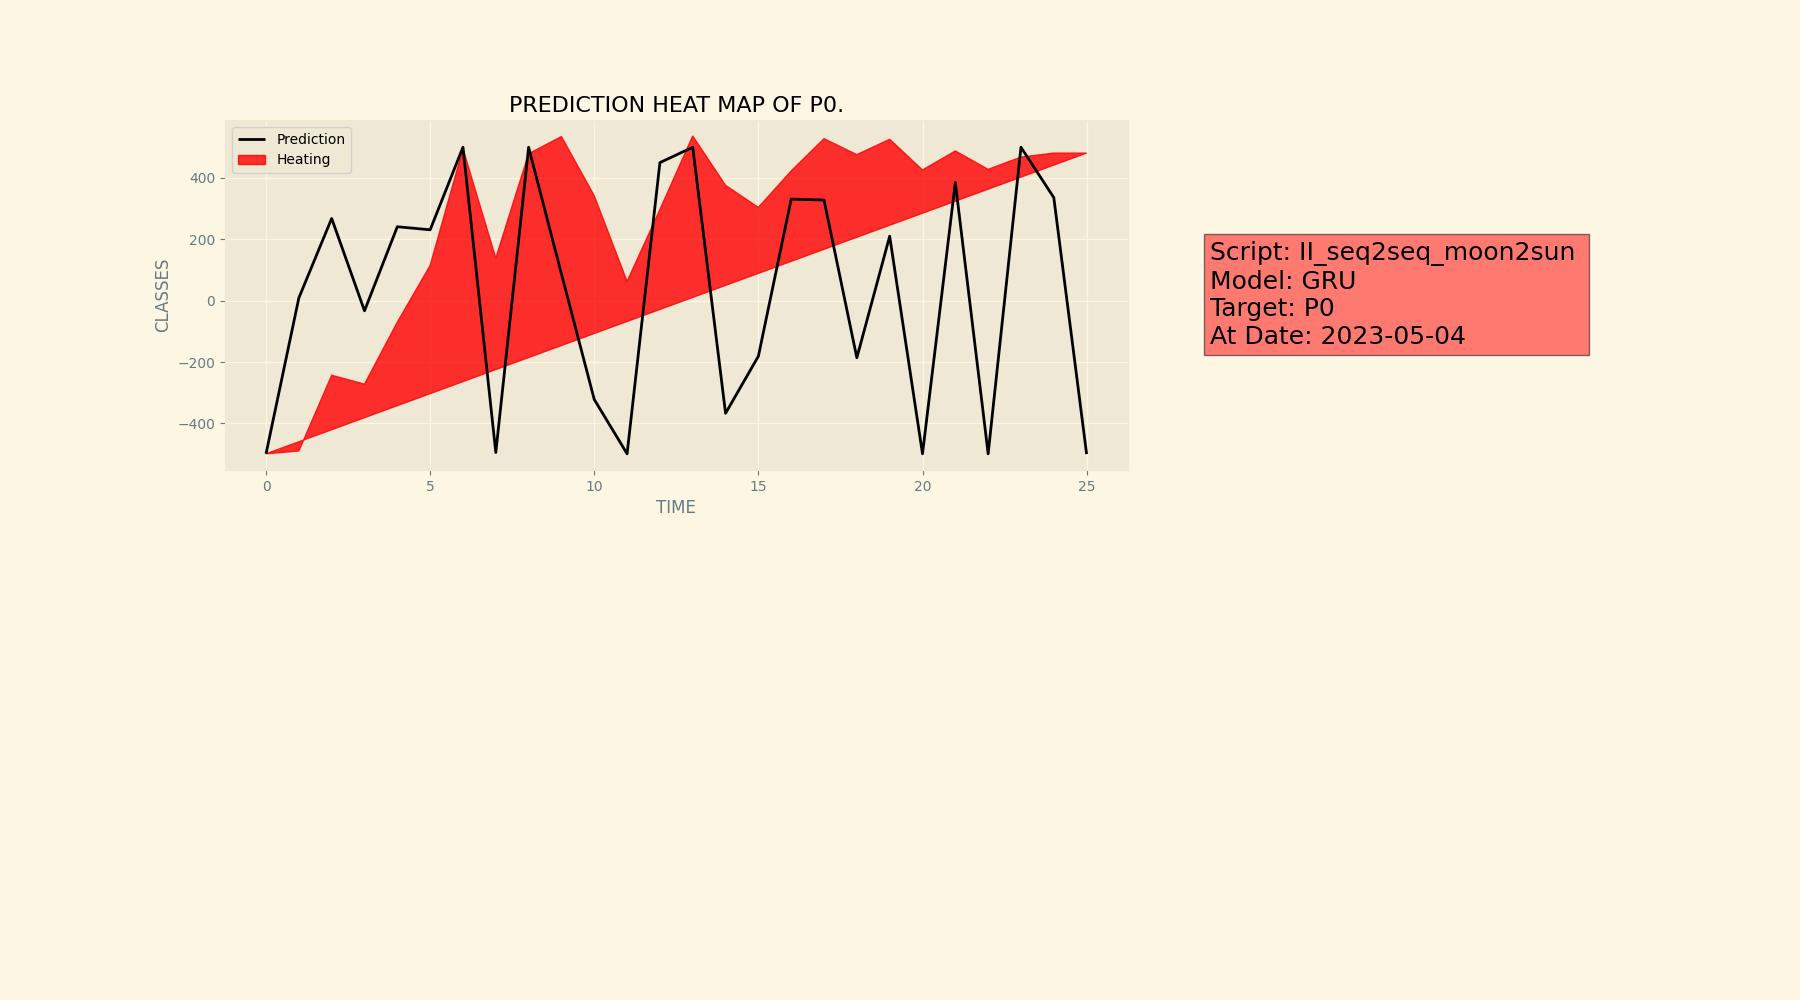 PREDICTION HEAT MAP OF P0.
Prediction
Heating
CLASSES
400
200
0
−200
−400
0 5 10 15 20 25
TIME
Script: II_seq2seq_moon2sun
Model: GRU
Target: P0
At Date: 2023-05-04